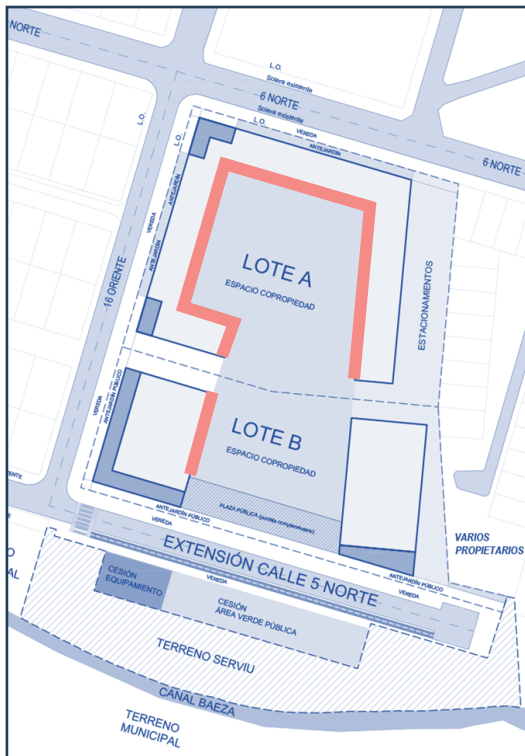 NORTE
L.O.
Solera existente
6 NORTE
Solera existente
L.O.
L.O.
L.O.
VEREDA
ANTEJARDÍN
6 NORTE
ANTEJARDÍN
VEREDA
ANTEJARDÍN
16 ORIENTE
LOTE A
ESPACIO COPROPIEDAD
ESTACIONAMIENTOS
VEREDA
ANTEJARDÍN PÚBLICO
LOTE B
ESPACIO COPROPIEDAD
PLAZA PÚBLICA
ANTEJARDÍN PÚBLICO
VEREDA
VARIOS
PROPIETARIOS
EXTENSIÓN CALLE 5 NORTE
ANTEJARDÍN PÚBLICO
VEREDA
VEREDA
CESIÓN
EQUIPAMIENTO
CESIÓN
ÁREA VERDE PÚBLICA
TERRENO SERVIU
CANAL BAEZA
TERRENO
MUNICIPAL